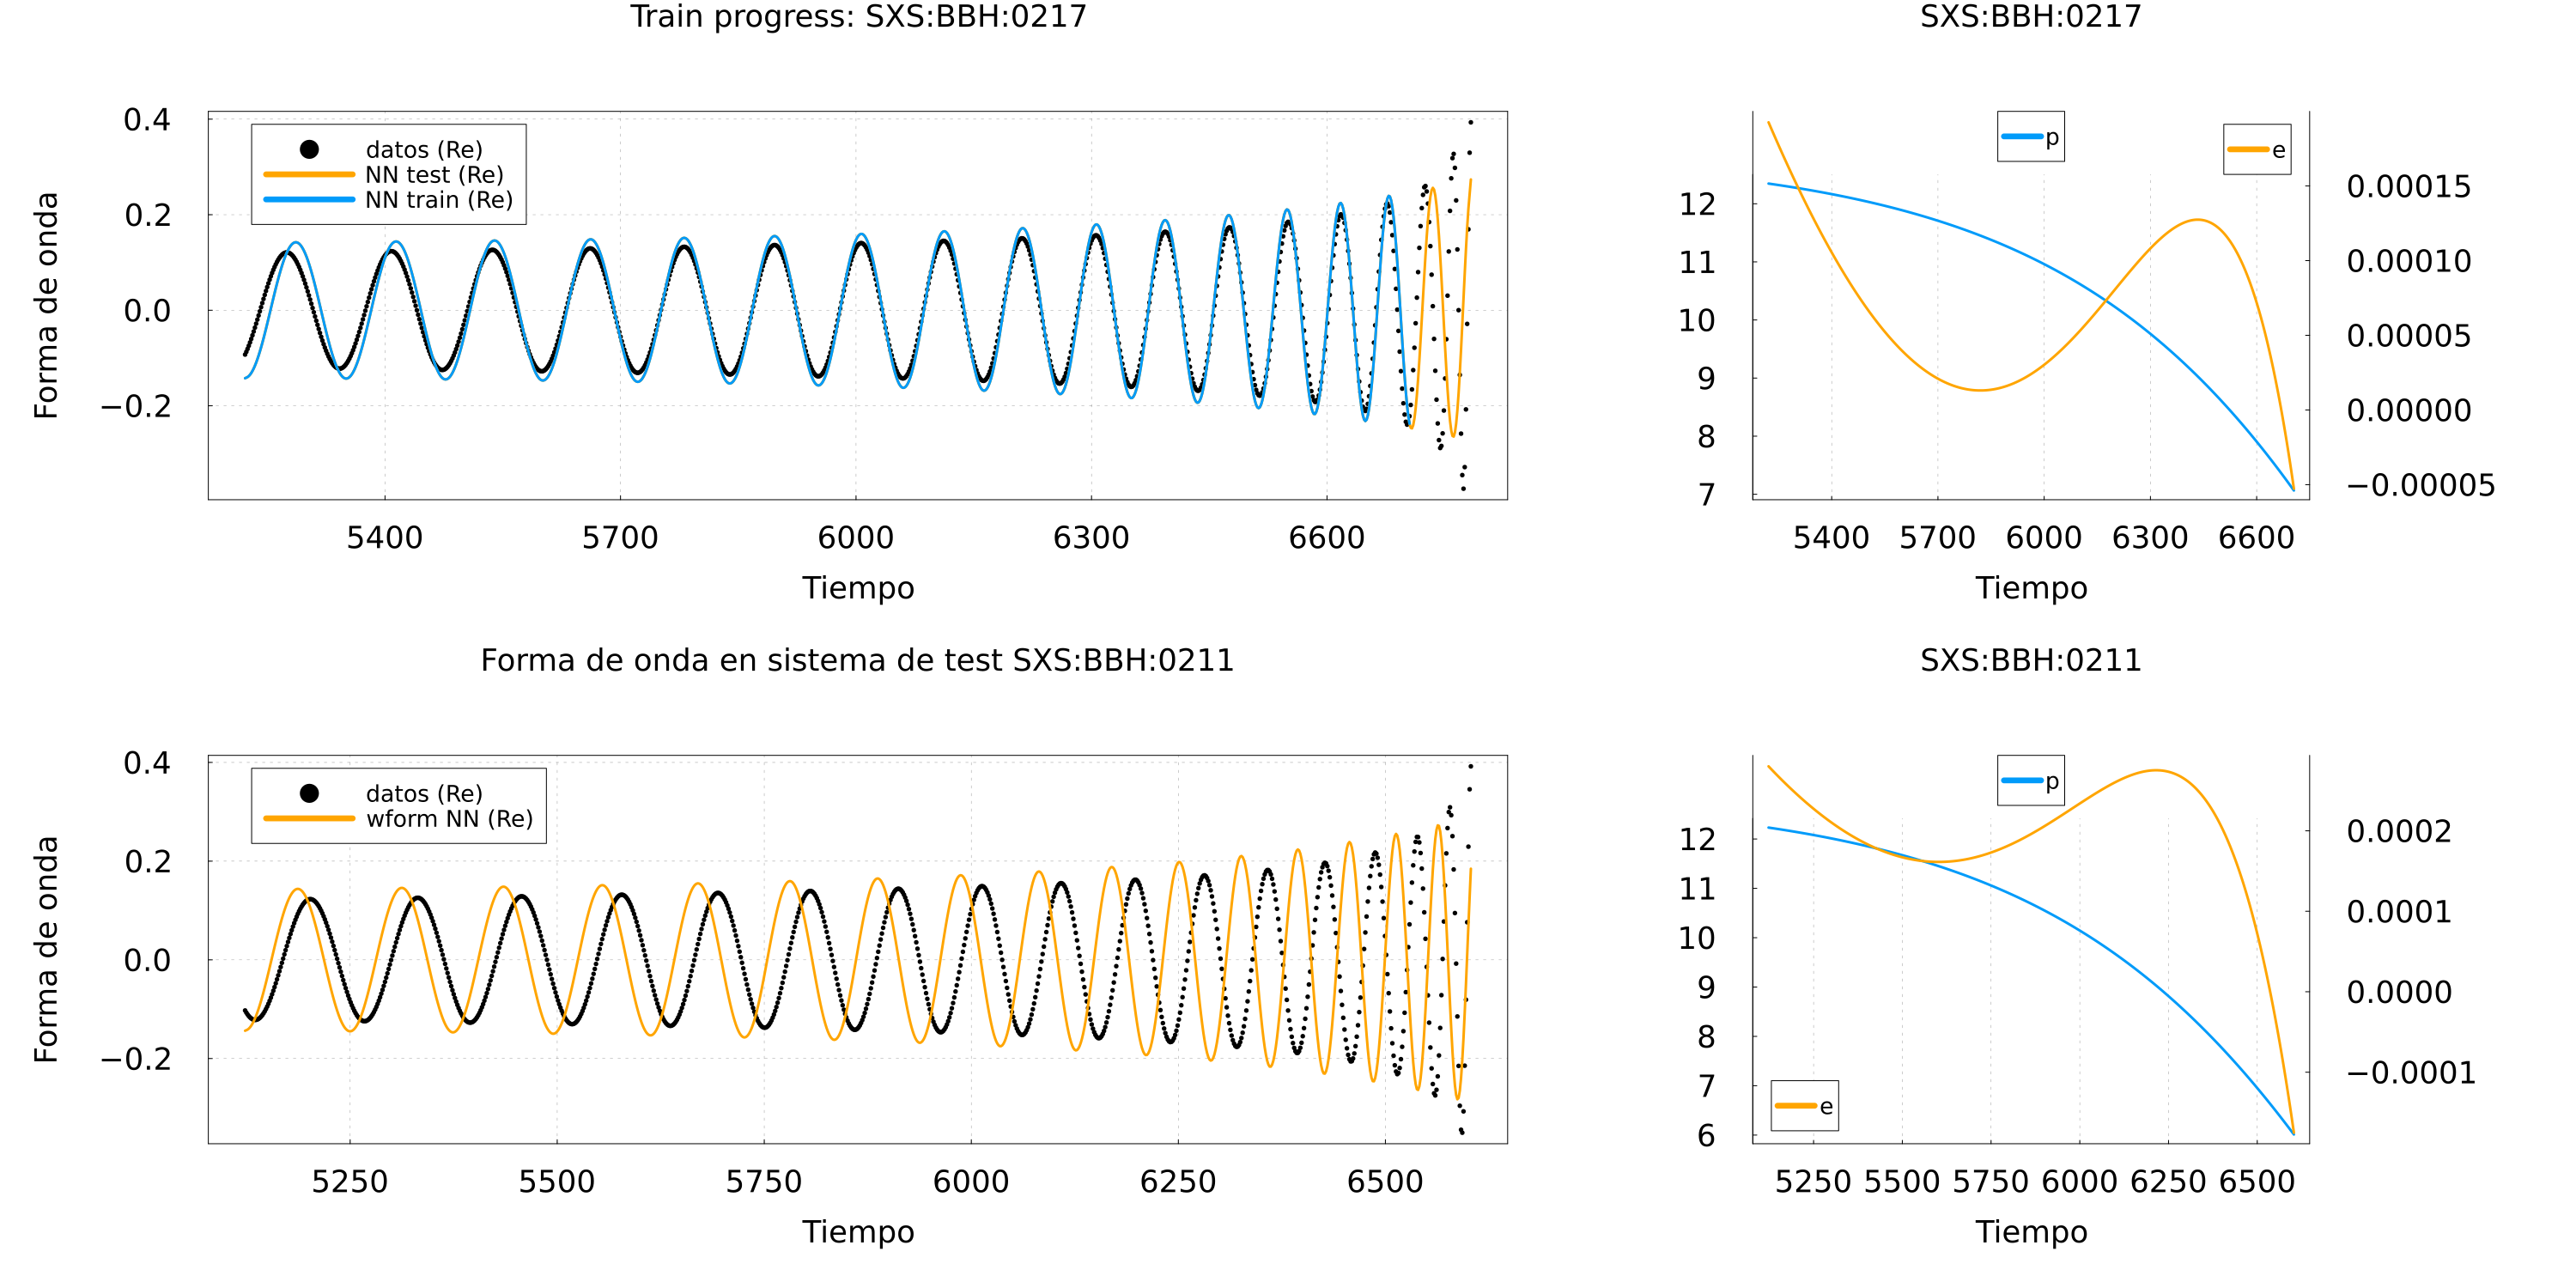 Train progress: SXS:BBH:0217
Forma de onda
0.4
0.2
0.0
−0.2
datos (Re)
NN test (Re)
NN train (Re)
5400 5700 6000 6300 6600
Tiempo
SXS:BBH:0217
12
11
10
9
8
7
p
e
0.00015
0.00010
0.00005
0.00000
−0.00005
5400 5700 6000 6300 6600
Tiempo
Forma de onda en sistema de test SXS:BBH:0211
Forma de onda
0.4
0.2
0.0
−0.2
datos (Re)
wform NN (Re)
5250 5500 5750 6000 6250 6500
Tiempo
SXS:BBH:0211
12
11
10
9
8
7
6
p
e
0.0002
0.0001
0.0000
−0.0001
5250 5500 5750 6000 6250 6500
Tiempo